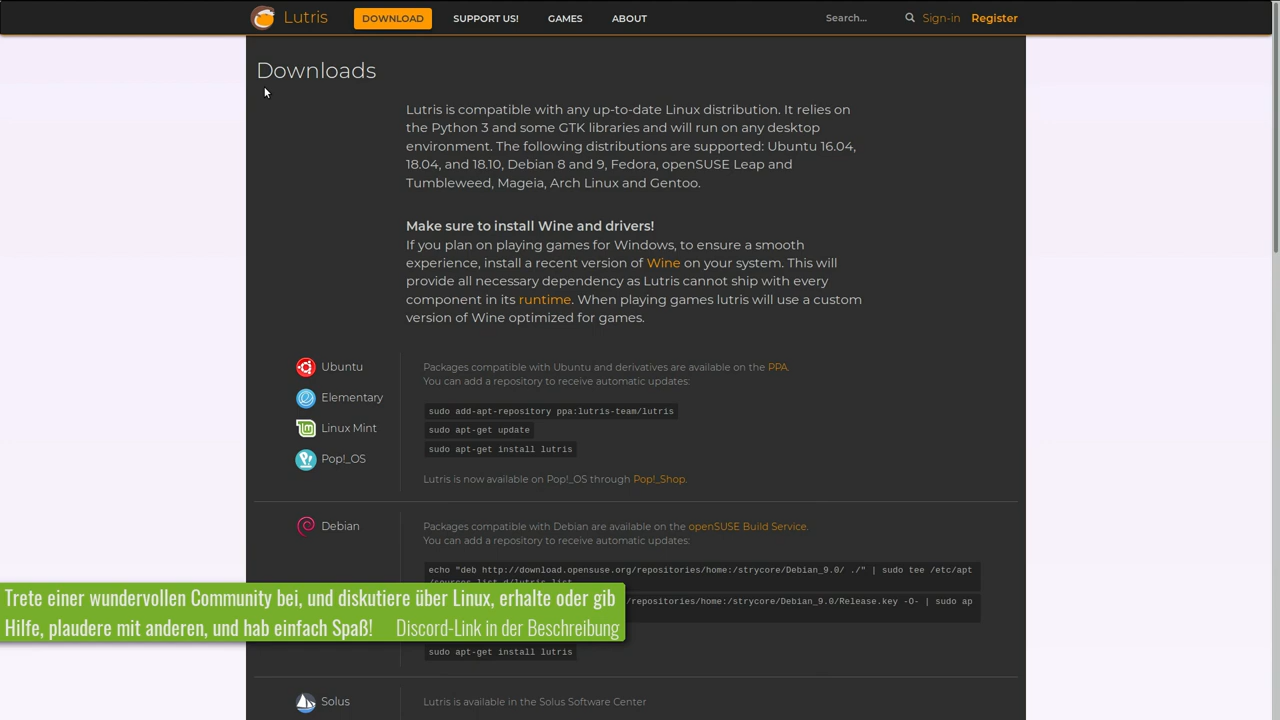 Lutris DOWNLOAD SUPPORT US! GAMES ABOUT Search... Sign-in Register
Downloads
Lutris is compatible with any up-to-date Linux distribution. It relies on
the Python 3 and some GTK libraries and will run on any desktop
environment. The following distributions are supported: Ubuntu 16.04,
18.04, and 18.10, Debian 8 and 9, Fedora, openSUSE Leap and
Tumbleweed, Mageia, Arch Linux and Gentoo.
Make sure to install Wine and drivers!
If you plan on playing games for Windows, to ensure a smooth
experience, install a recent version of Wine on your system. This will
provide all necessary dependency as Lutris cannot ship with every
component in its runtime. When playing games lutris will use a custom
version of Wine optimized for games.
Ubuntu
Elementary
Linux Mint
Pop!_OS
Packages compatible with Ubuntu and derivatives are available on the PPA.
You can add a repository to receive automatic updates:
sudo add-apt-repository ppa:lutris-team/lutris
sudo apt-get update
sudo apt-get install lutris
Lutris is now available on Pop!_OS through Pop!_Shop.
Debian
Packages compatible with Debian are available on the openSUSE Build Service.
You can add a repository to receive automatic updates:
echo "deb http://download.opensuse.org/repositories/home:/strycore/Debian_9.0/ ./" | sudo tee /etc/apt
/sources.list.d/lutris.list
/repositories/home:/strycore/Debian_9.0/Release.key -O- | sudo ap
sudo apt-get install lutris
Trete einer wundervollen Community bei, und diskutiere über Linux, erhalte oder gib
Hilfe, plaudere mit anderen, und hab einfach Spaß! Discord-Link in der Beschreibung
Solus
Lutris is available in the Solus Software Center